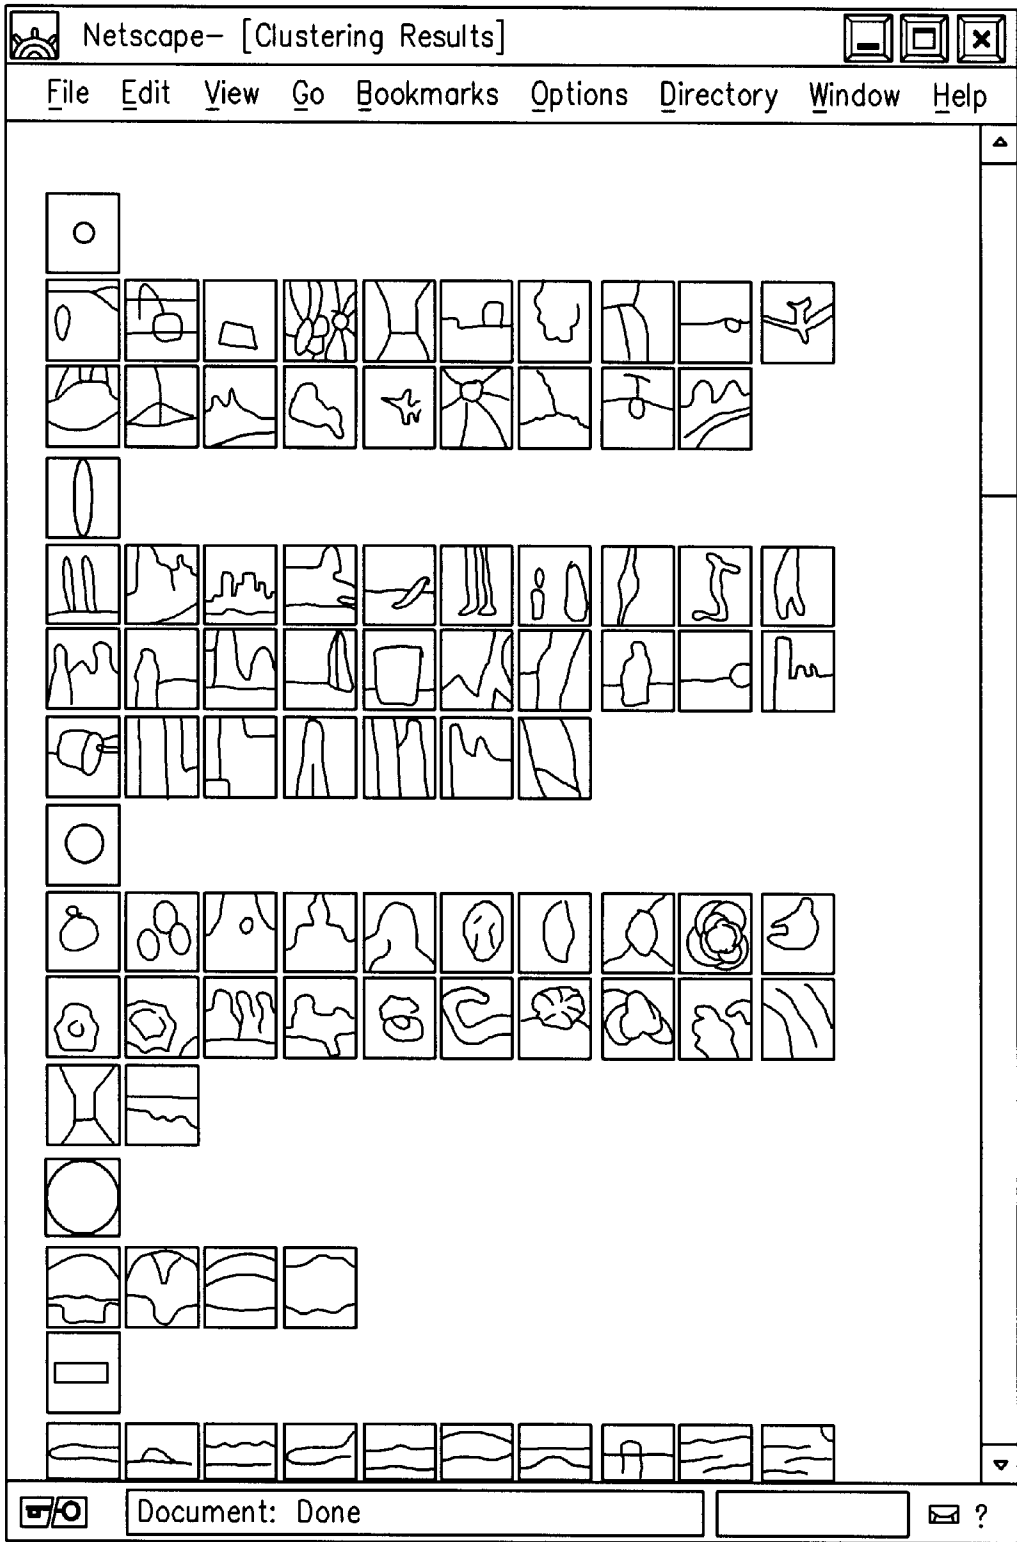 Netscape- [Clustering Results]
File Edit View Go Bookmarks Options Directory Window Help
Document: Done
?